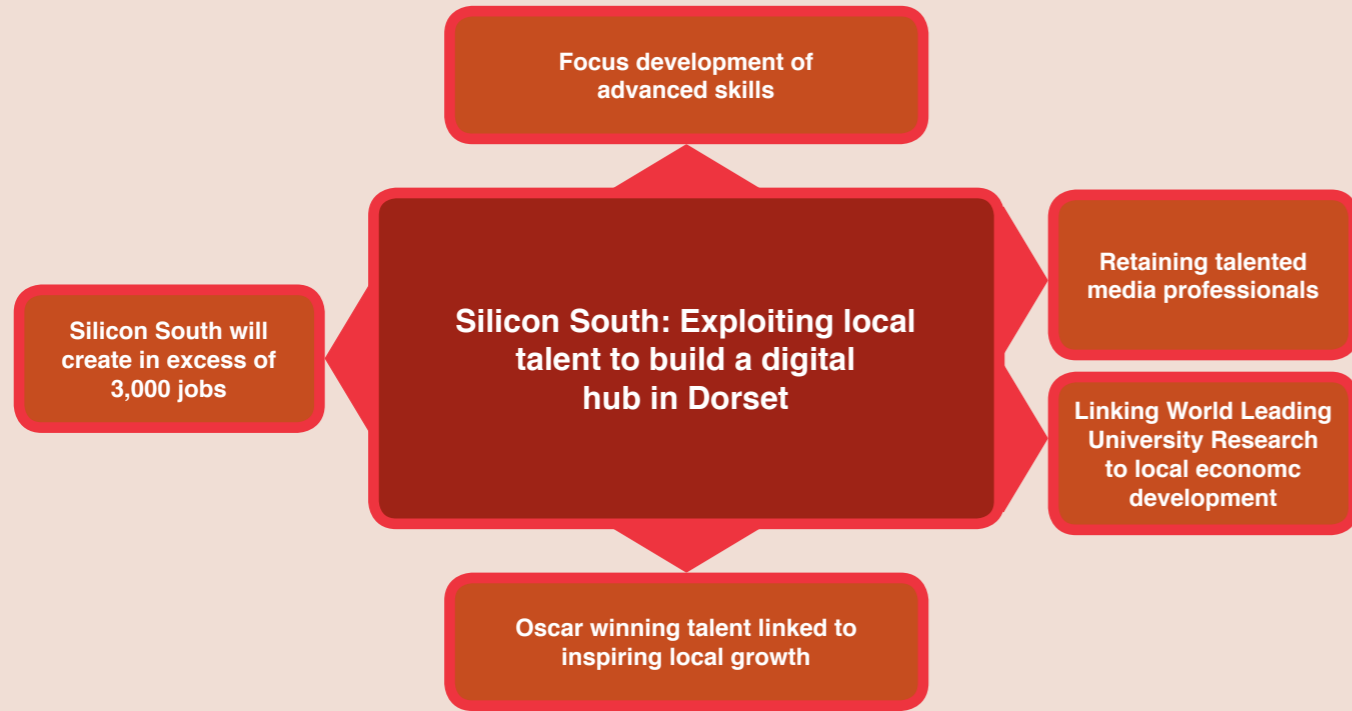 Focus development of
advanced skills
Silicon South will
create in excess of
3,000 jobs
Silicon South: Exploiting local
talent to build a digital
hub in Dorset
Retaining talented
media professionals
Linking World Leading
University Research
to local economc
development
Oscar winning talent linked to
inspiring local growth